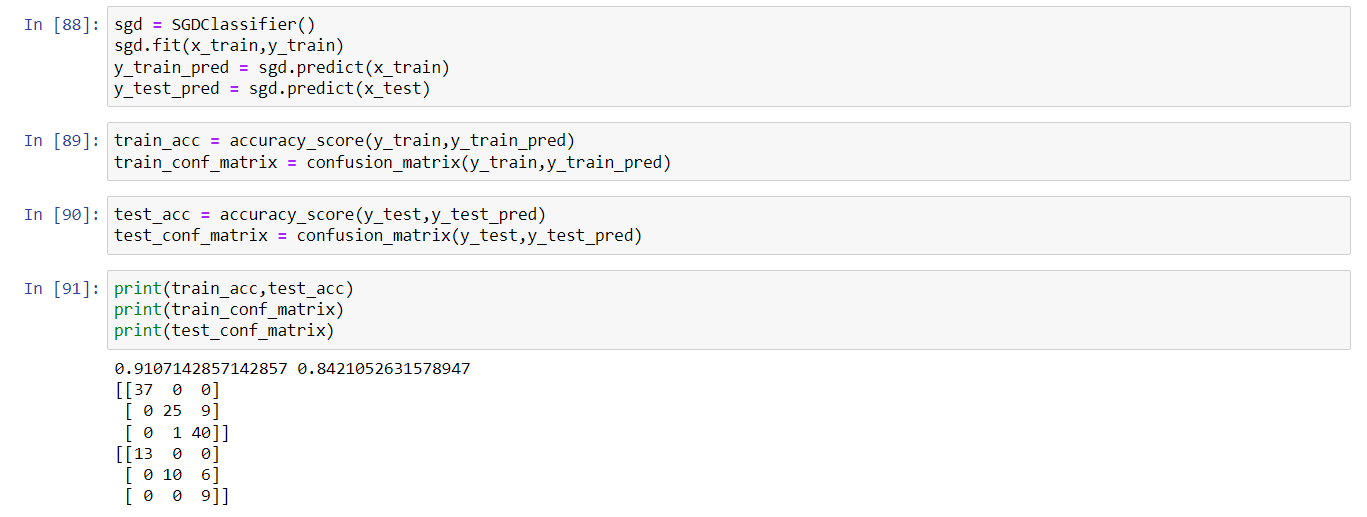 In [88]: sgd = SGDClassifier()
sgd.fit(x_train,y_train)
y_train_pred = sgd.predict(x_train)
y_test_pred = sgd.predict(x_test)
In [89]: train_acc = accuracy_score(y_train,y_train_pred)
train_conf_matrix = confusion_matrix(y_train,y_train_pred)
In [90]: test_acc = accuracy_score(y_test,y_test_pred)
test_conf_matrix = confusion_matrix(y_test,y_test_pred)
In [91]: print(train_acc,test_acc)
print(train_conf_matrix)
print(test_conf_matrix)
0.9107142857142857 0.8421052631578947
[[37  0  0]
 [ 0 25  9]
 [ 0  1 40]]
[[13  0  0]
 [ 0 10  6]
 [ 0  0  9]]